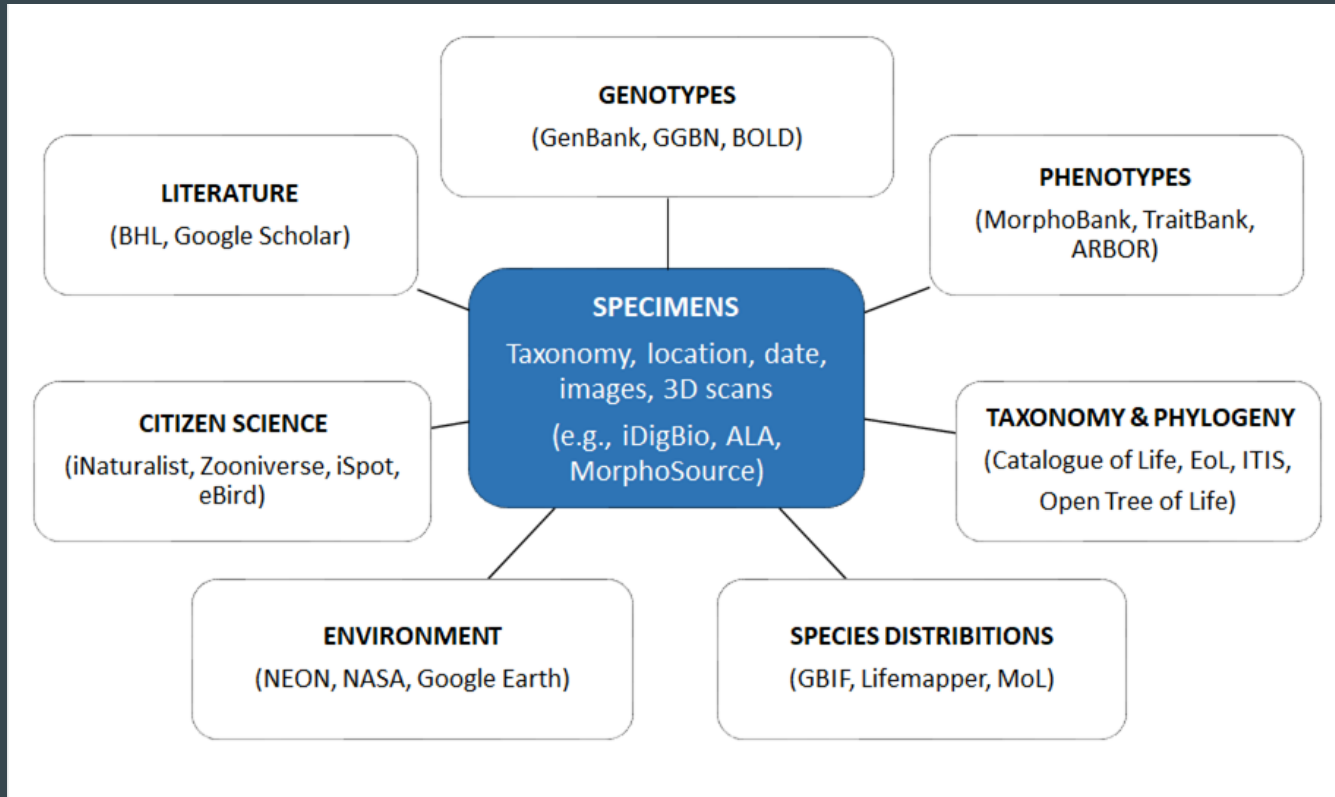 GENOTYPES
(GenBank, GGBN, BOLD)
LITERATURE
(BHL, Google Scholar)
PHENOTYPES
(MorphoBank, TraitBank,
ARBOR)
SPECIMENS
Taxonomy, location, date,
images, 3D scans
(e.g., iDigBio, ALA,
MorphoSource)
CITIZEN SCIENCE
(iNaturalist, Zooniverse, iSpot,
eBird)
TAXONOMY & PHYLOGENY
(Catalogue of Life, EoL, ITIS,
Open Tree of Life)
ENVIRONMENT
(NEON, NASA, Google Earth)
SPECIES DISTRIBITIONS
(GBIF, Lifemapper, MoL)